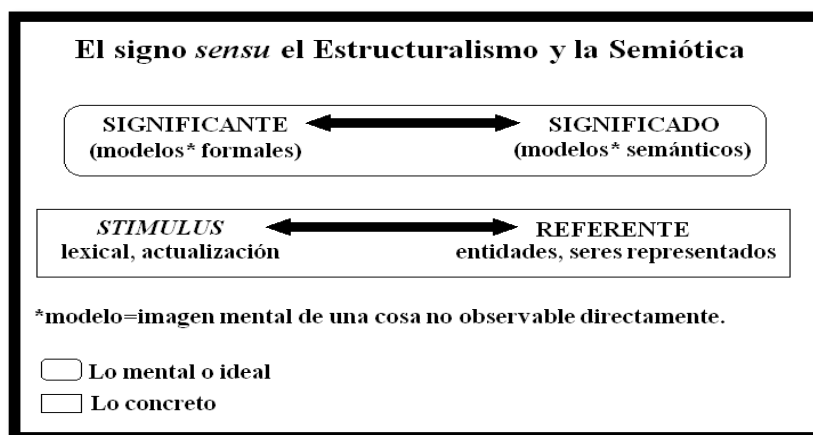 El signo sensu el Estructuralismo y la Semiótica
SIGNIFICANTE SIGNIFICADO
(modelos* formales) (modelos* semánticos)
STIMULUS REFERENTE
lexical, actualización entidades, seres representados
*modelo=imagen mental de una cosa no observable directamente.
Lo mental o ideal
Lo concreto